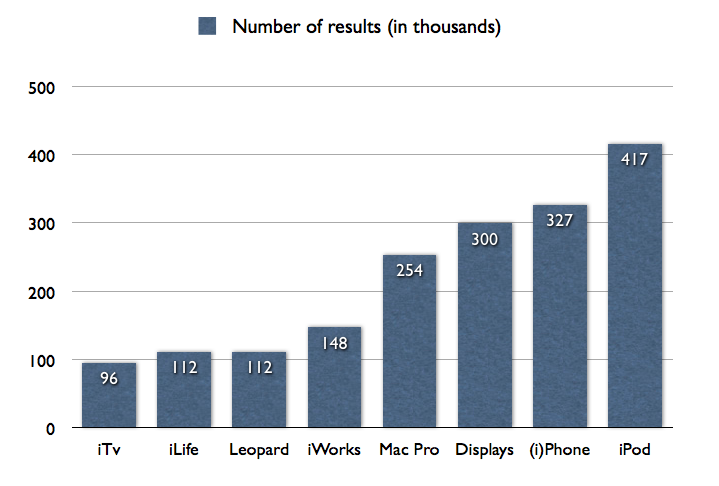 Number of results (in thousands)
500
400
300
200
100
0
96
112
112
148
254
300
327
417
iTv
iLife
Leopard
iWorks
Mac Pro
Displays
(i)Phone
iPod